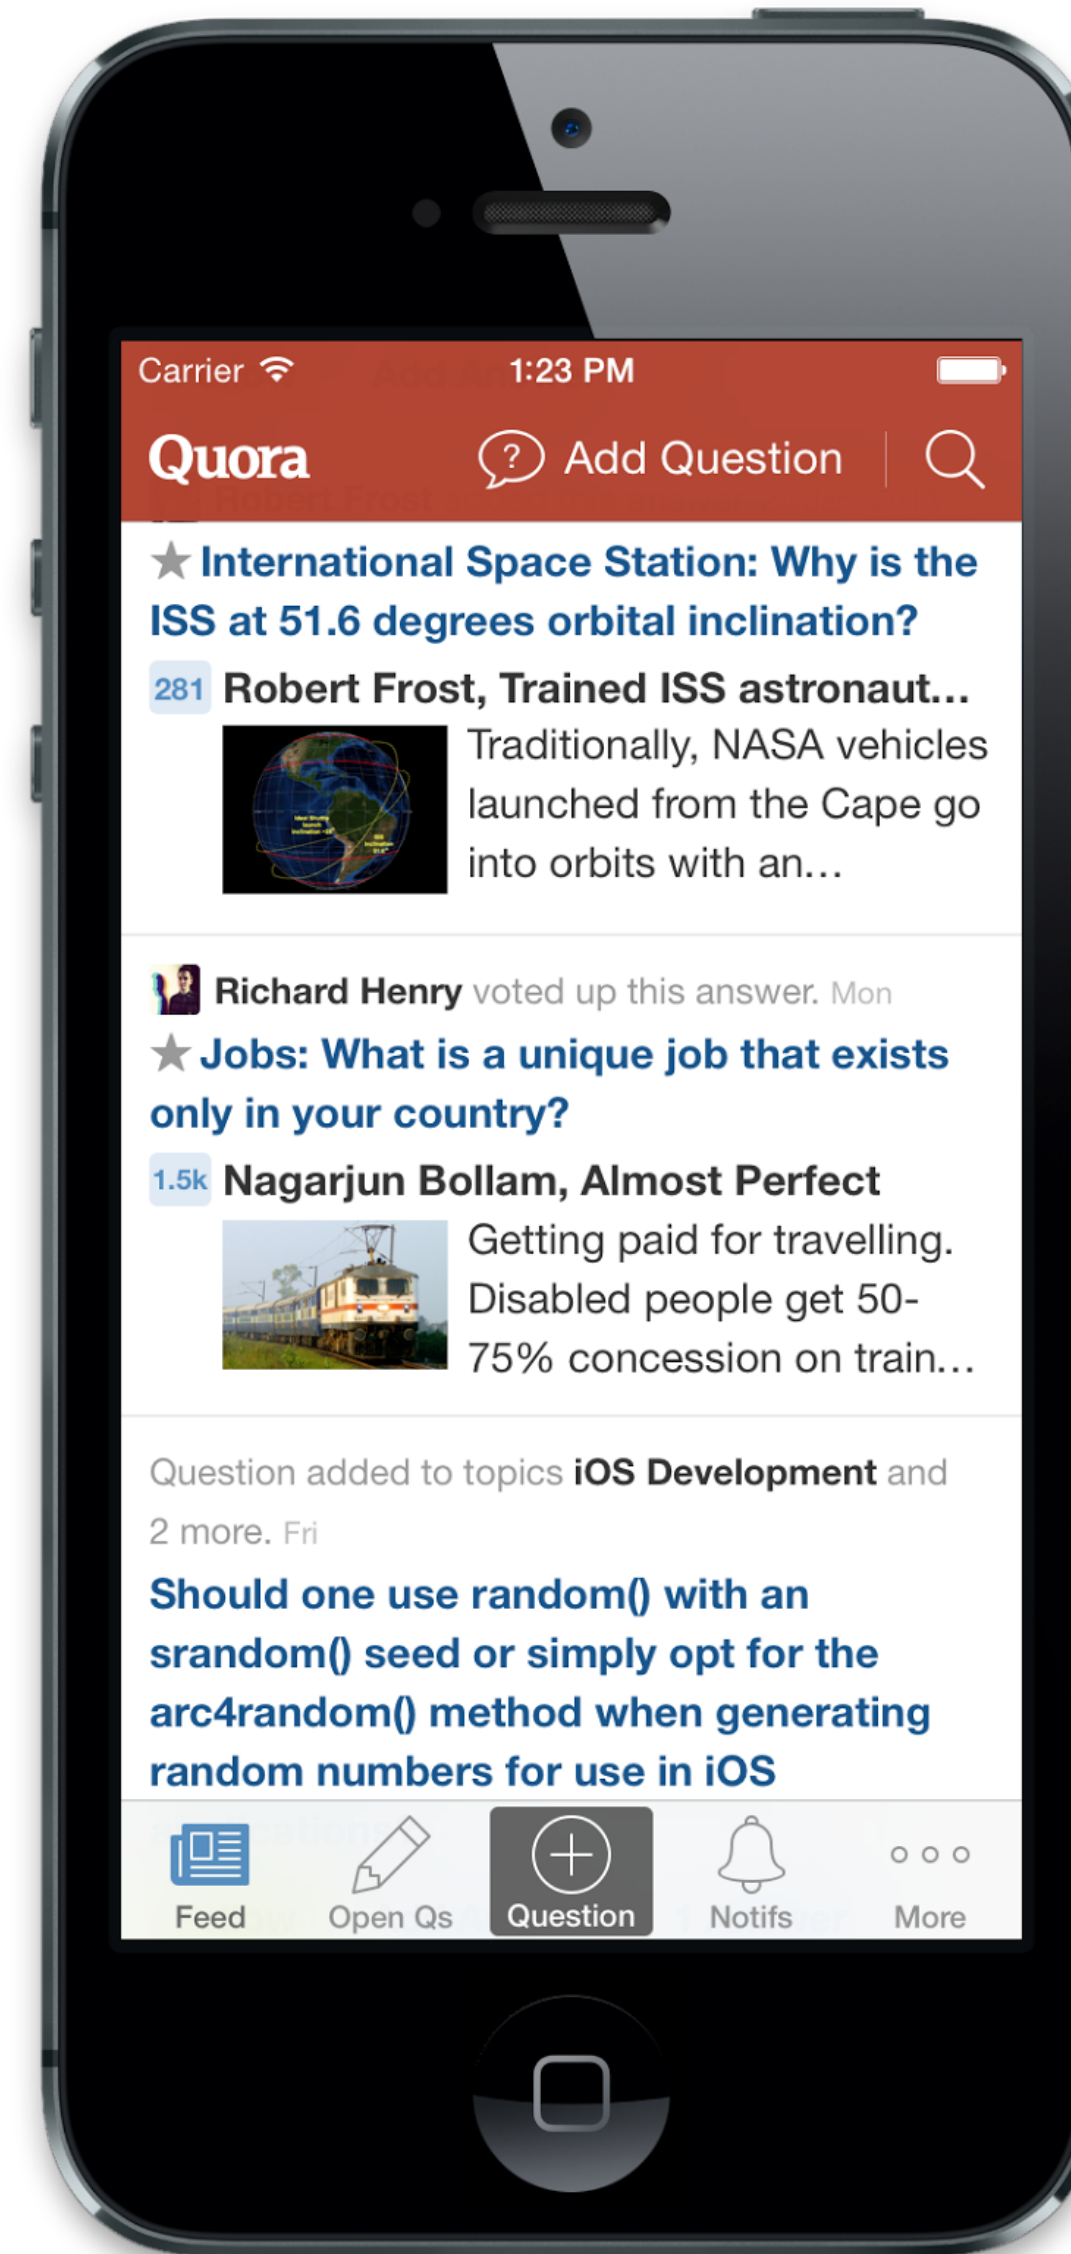 Carrier 1:23 PM
Quora Add Question
Robert Frost
International Space Station: Why is the
ISS at 51.6 degrees orbital inclination?
281 Robert Frost, Trained ISS astronaut...
Traditionally, NASA vehicles
launched from the Cape go
into orbits with an...
Richard Henry voted up this answer. Mon
Jobs: What is a unique job that exists
only in your country?
1.5k Nagarjun Bollam, Almost Perfect
Getting paid for travelling.
Disabled people get 50-
75% concession on train...
Question added to topics iOS Development and
2 more. Fri
Should one use random() with an
srandom() seed or simply opt for the
arc4random() method when generating
random numbers for use in iOS
Feed Open Qs Question Notifs More